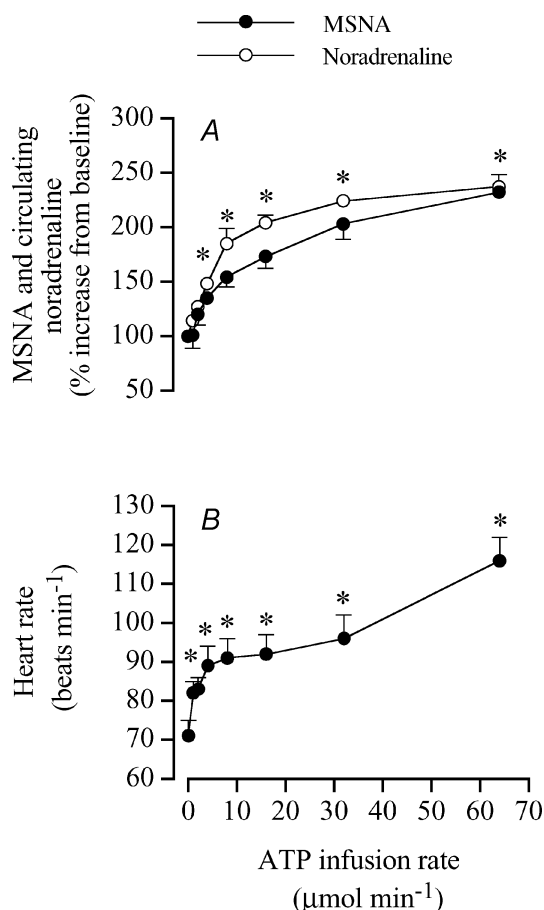 MSNA
Noradrenaline
MSNA and circulating
noradrenaline
(% increase from baseline)
300
250
200
150
100
50
A
*
*
*
*
*
Heart rate
(beats min-1)
130
120
110
100
90
80
70
60
B
*
*
*
*
*
*
0 10 20 30 40 50 60 70
ATP infusion rate
(μmol min-1)